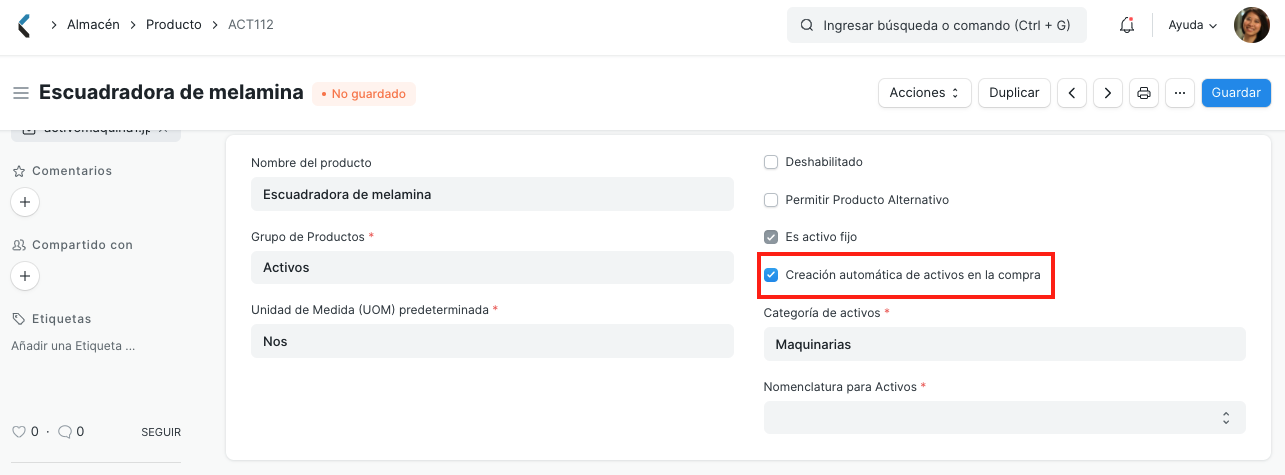 Almacén
Producto
ACT112
Ingresar búsqueda o comando (Ctrl + G)
Ayuda
Escuadradora de melamina
No guardado
Acciones
Duplicar
Guardar
Comentarios
Compartido con
Etiquetas
Añadir una Etiqueta ...
0 · 0
SEGUIR
Nombre del producto
Escuadradora de melamina
Grupo de Productos *
Activos
Unidad de Medida (UOM) predeterminada *
Nos
Deshabilitado
Permitir Producto Alternativo
Es activo fijo
Creación automática de activos en la compra
Categoría de activos *
Maquinarias
Nomenclatura para Activos *